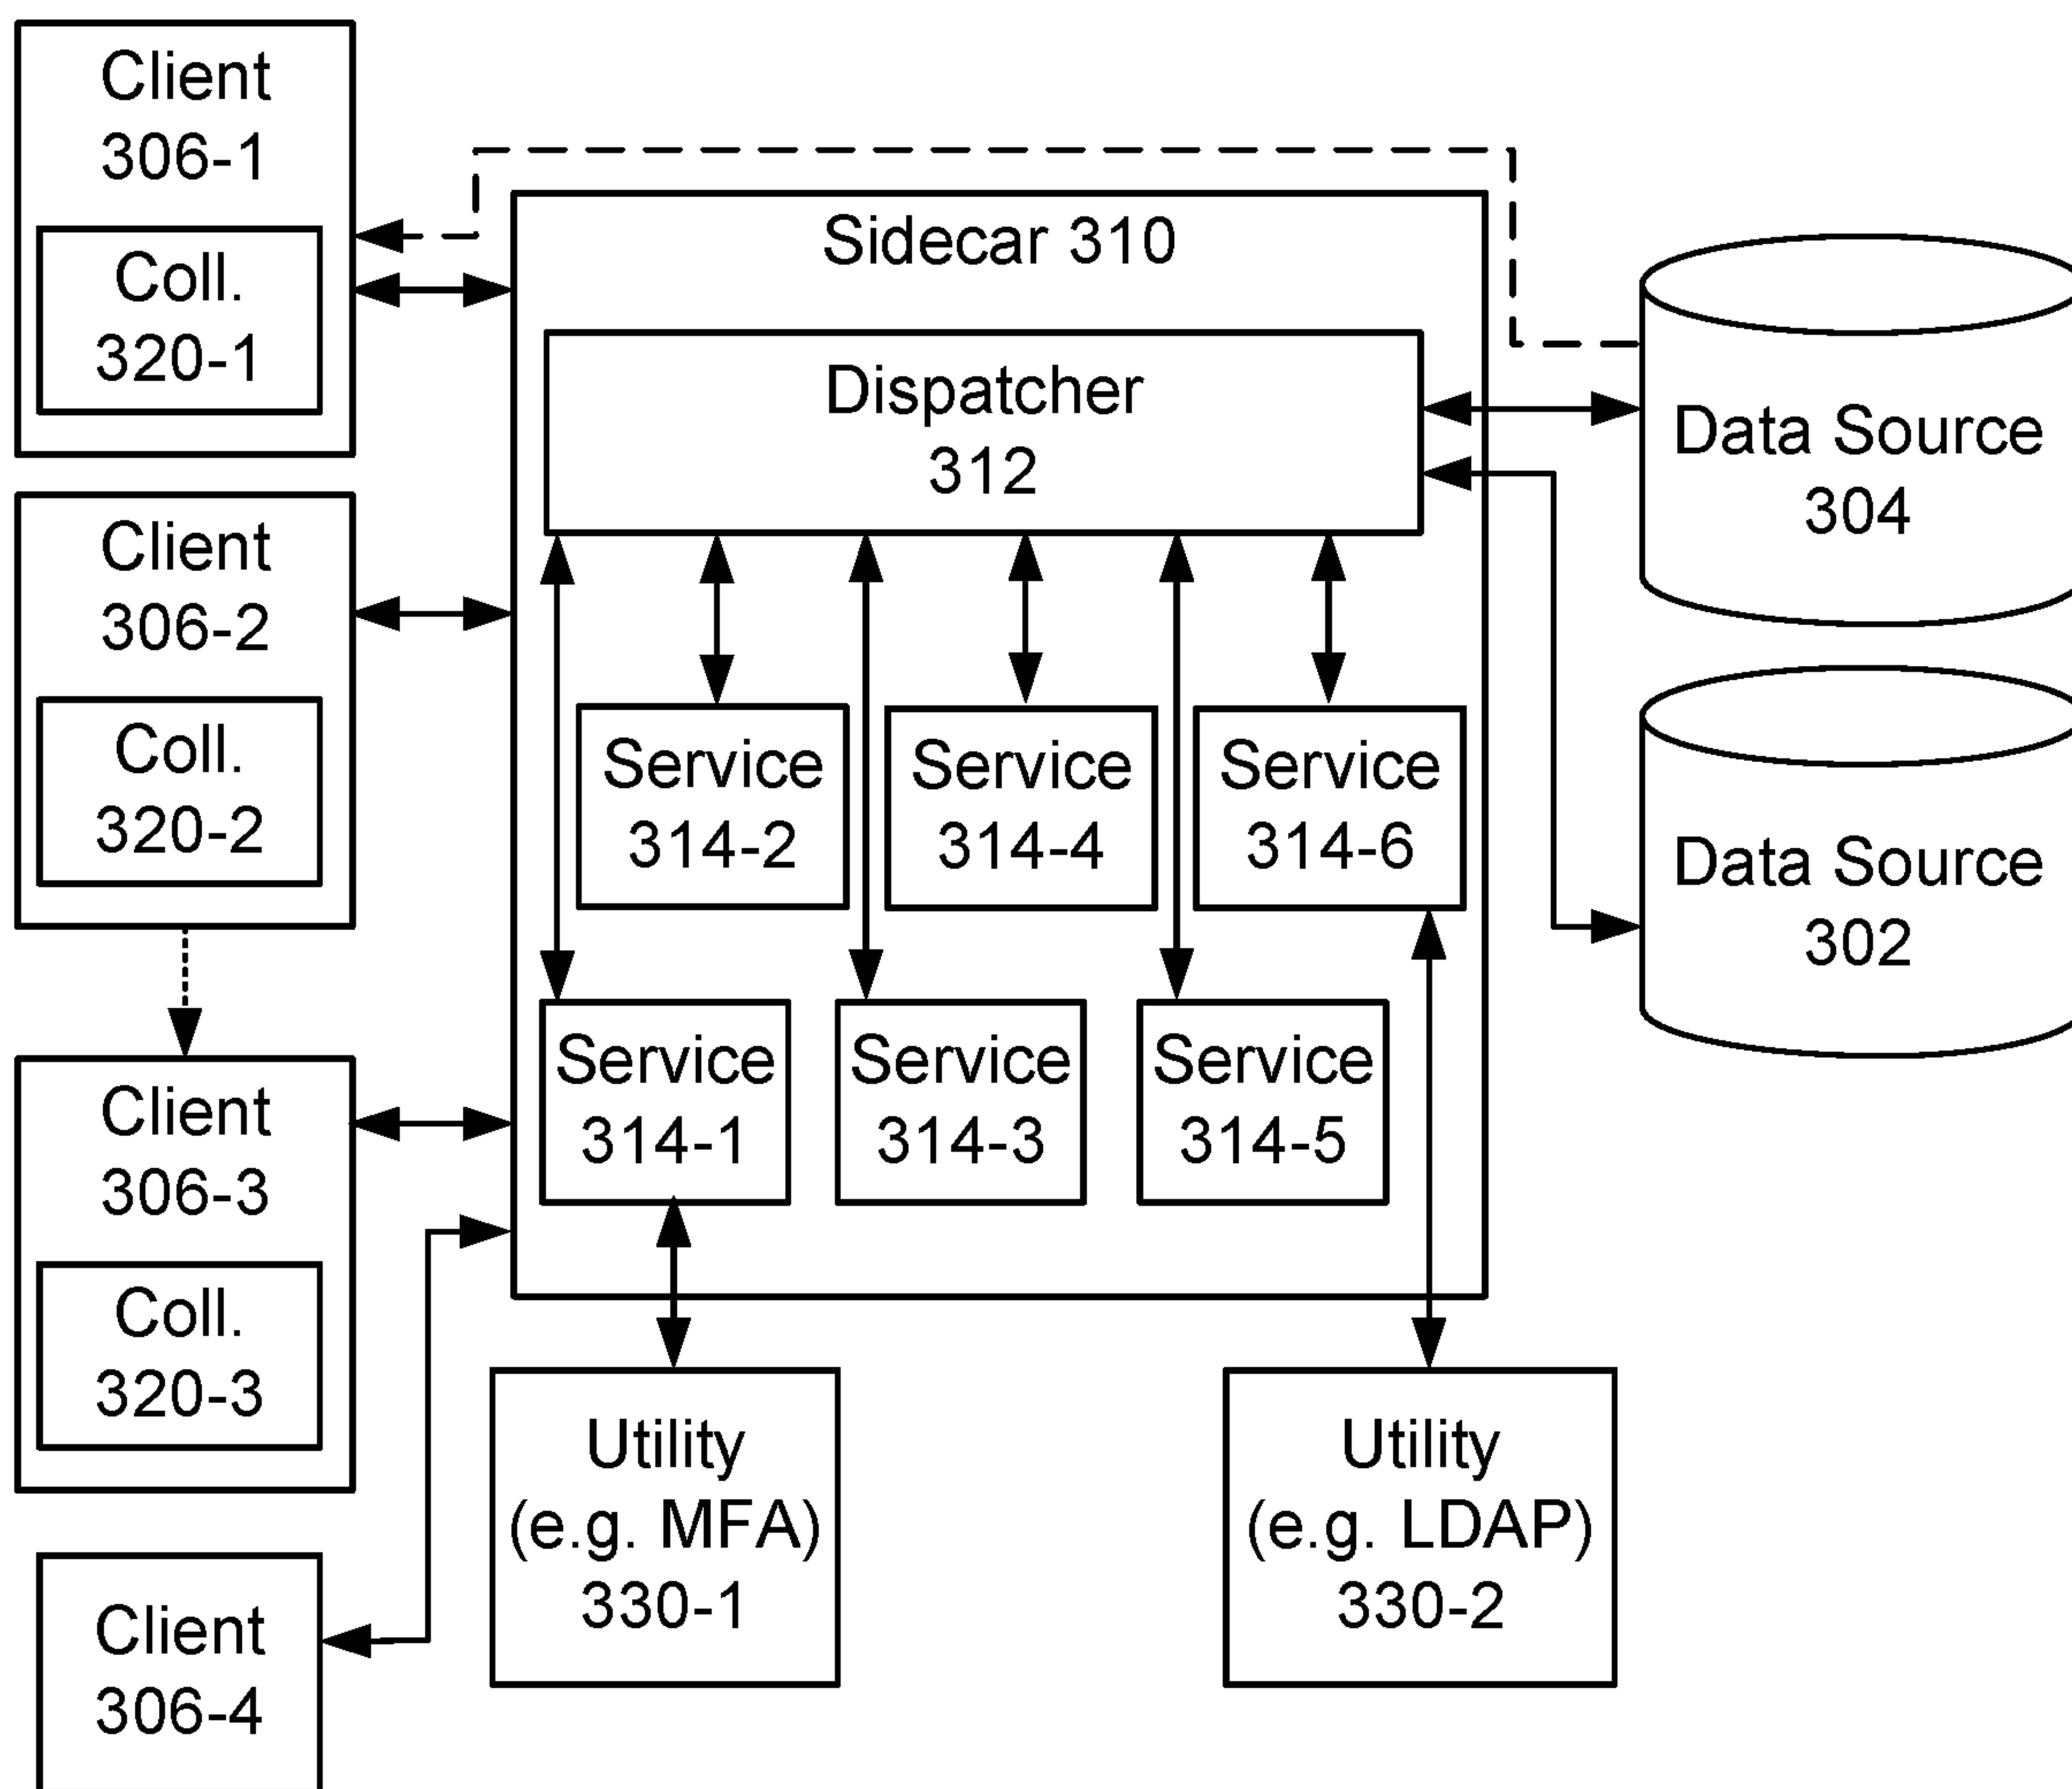 Client
306-1
Coll.
320-1
Client
306-2
Coll.
320-2
Client
306-3
Coll.
320-3
Client
306-4
Sidecar 310
Dispatcher
312
Service
314-2
Service
314-4
Service
314-6
Service
314-1
Service
314-3
Service
314-5
Utility
(e.g. MFA)
330-1
Utility
(e.g. LDAP)
330-2
Data Source
304
Data Source
302